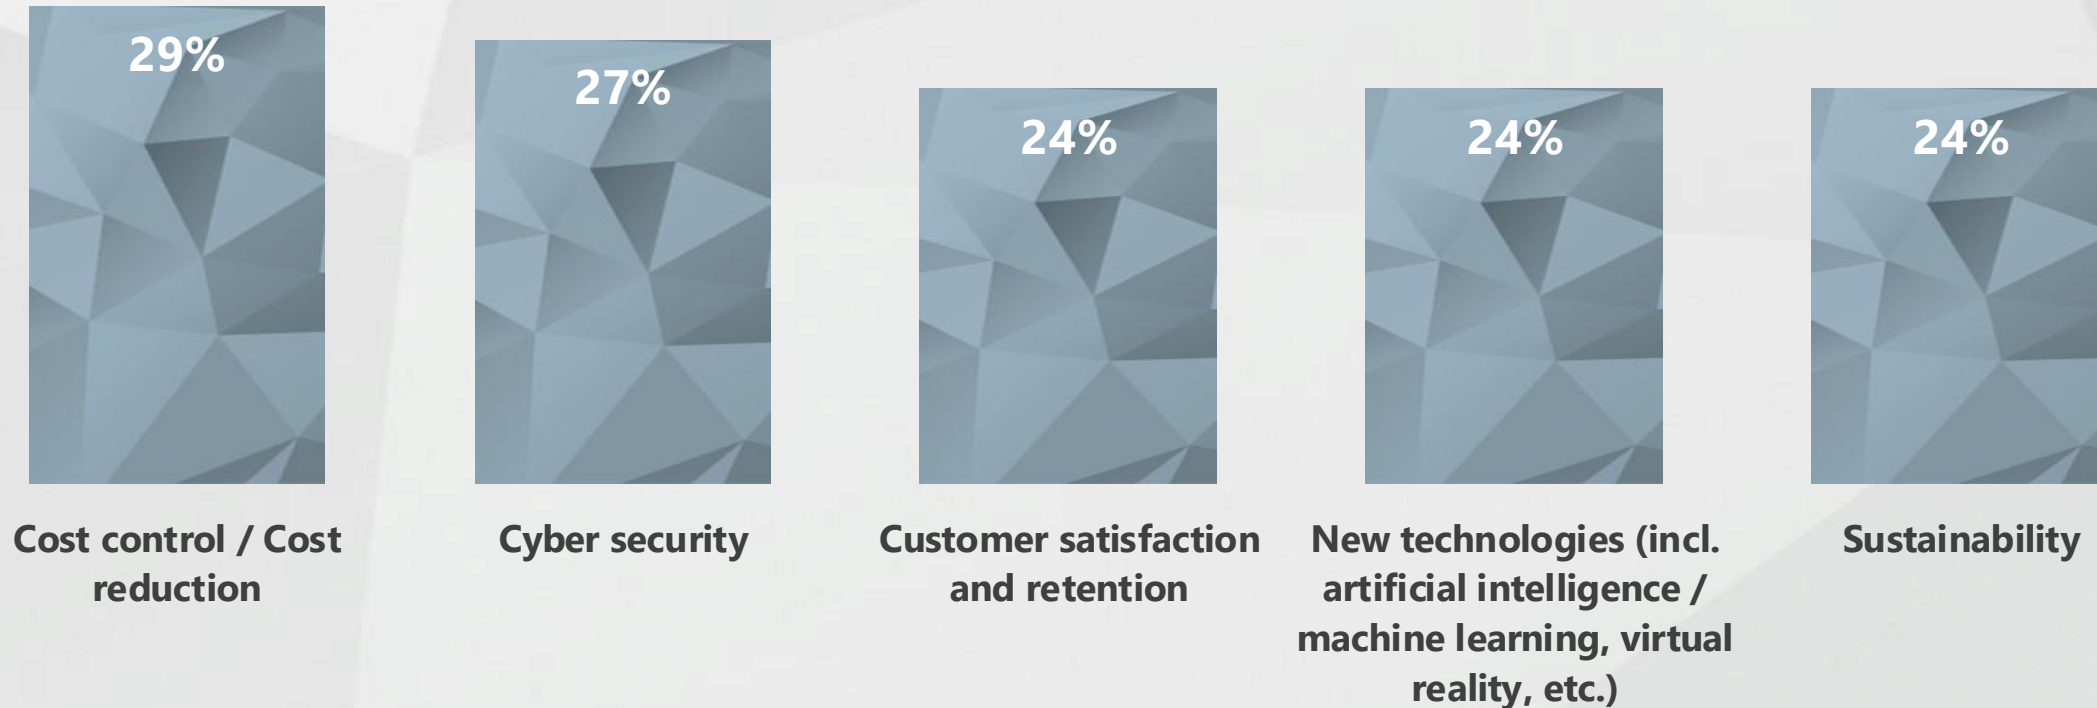 29%
27%
24%
24%
24%
Cost control / Cost
reduction
Cyber security
Customer satisfaction
and retention
New technologies (incl.
artificial intelligence /
machine learning, virtual
reality, etc.)
Sustainability